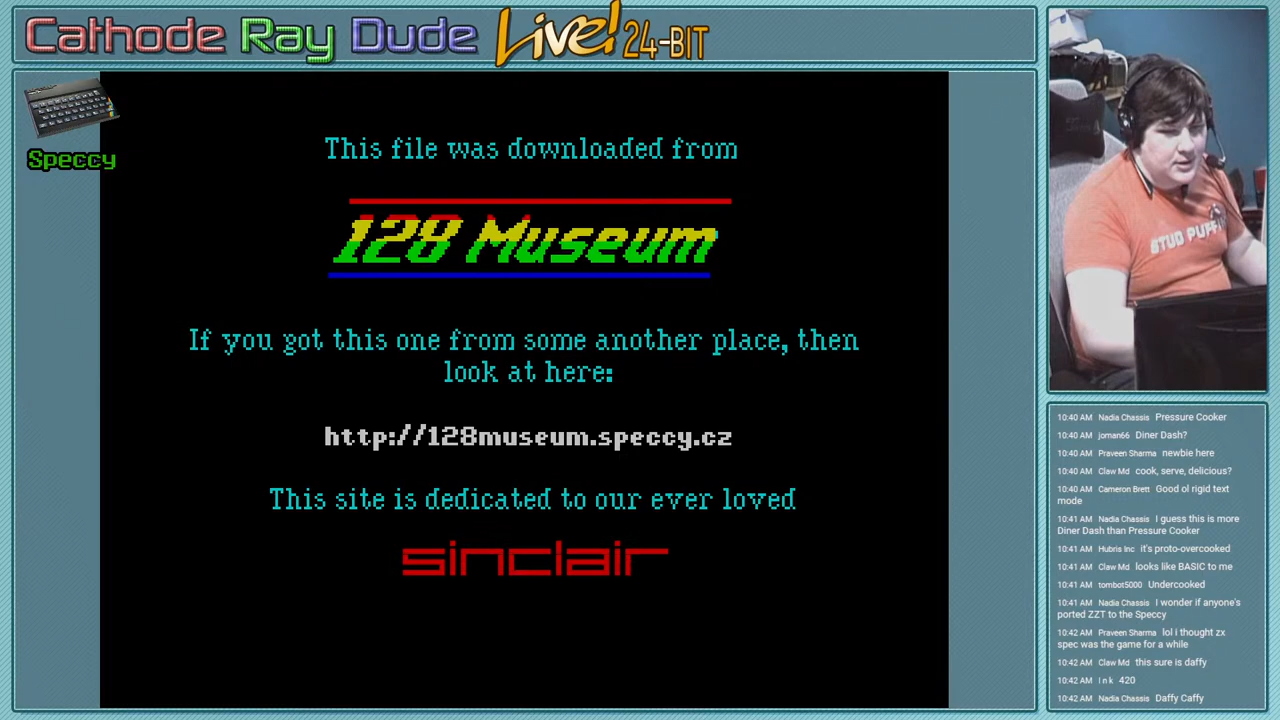 Cathode Ray Dude Live! 24-BIT
Speccy
This file was downloaded from
128 Museum
If you got this one from some another place, then
look at here:
http://128museum.speccy.cz
This site is dedicated to our ever loved
sinclair
STUD PUFF
10:40 AM Nadia Chassis Pressure Cooker
10:40 AM joman66 Diner Dash?
10:40 AM Praveen Sharma newbie here
10:40 AM Claw Md cook, serve, delicious?
10:40 AM Cameron Brett Good ol rigid text
mode
10:41 AM Nadia Chassis I guess this is more
Diner Dash than Pressure Cooker
10:41 AM Hubris Inc it's proto-overcooked
10:41 AM Claw Md looks like BASIC to me
10:41 AM tombot5000 Undercooked
10:41 AM Nadia Chassis I wonder if anyone's
ported ZZT to the Speccy
10:42 AM Praveen Sharma lol i thought zx
spec was the game for a while
10:42 AM Claw Md this sure is daffy
10:42 AM I n k 420
10:42 AM Nadia Chassis Daffy Caffy